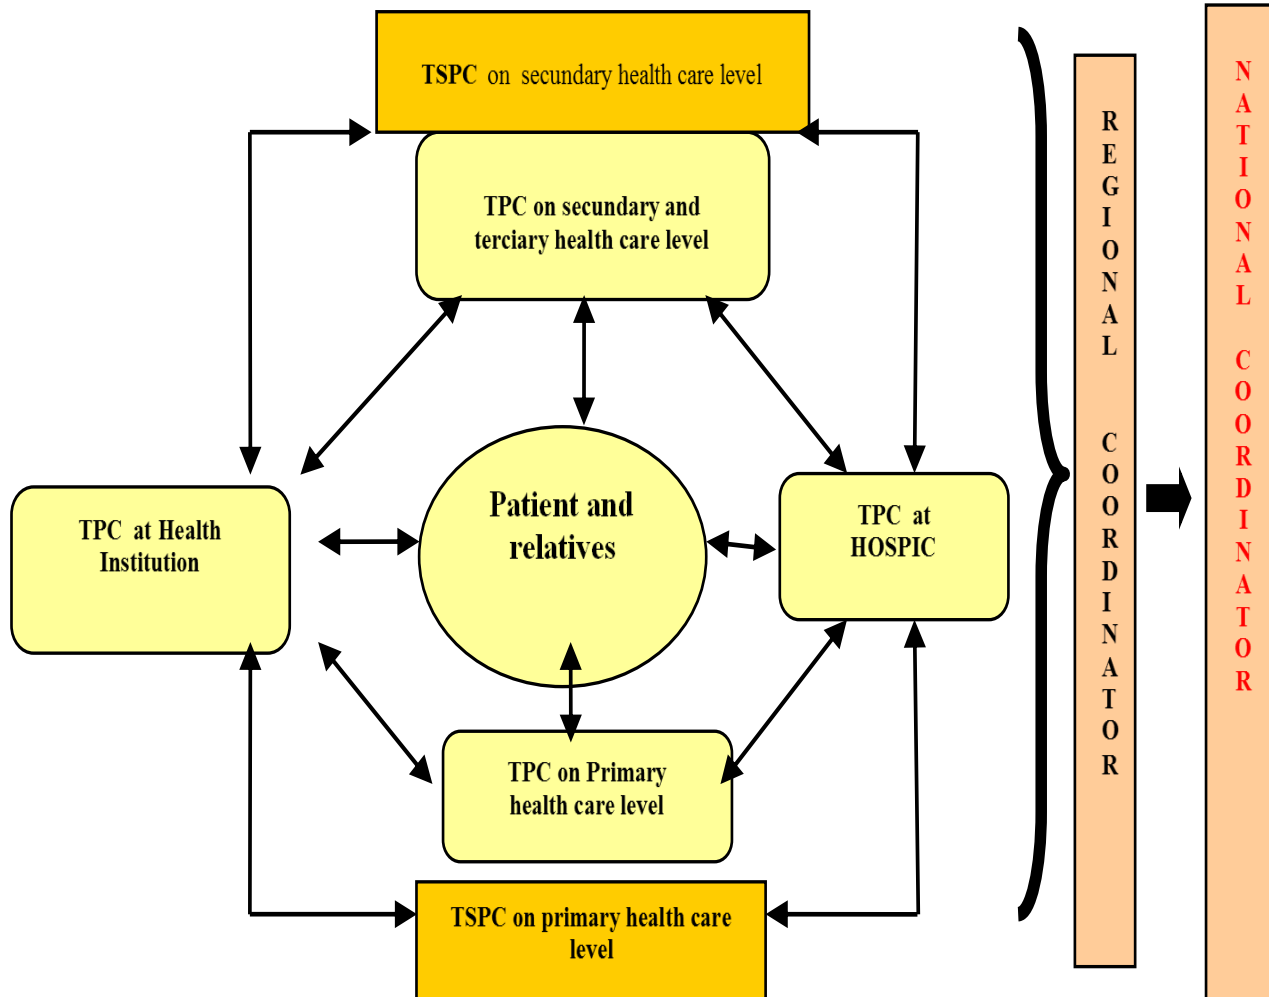 TSPC on secundary health care level
TPC on secundary and
terciary health care level
Patient and
relatives
TPC at Health
Institution
TPC at
HOSPIC
TPC on Primary
health care level
TSPC on primary health care
level
REGIONAL COORDINATOR
NATIONAL COORDINATOR